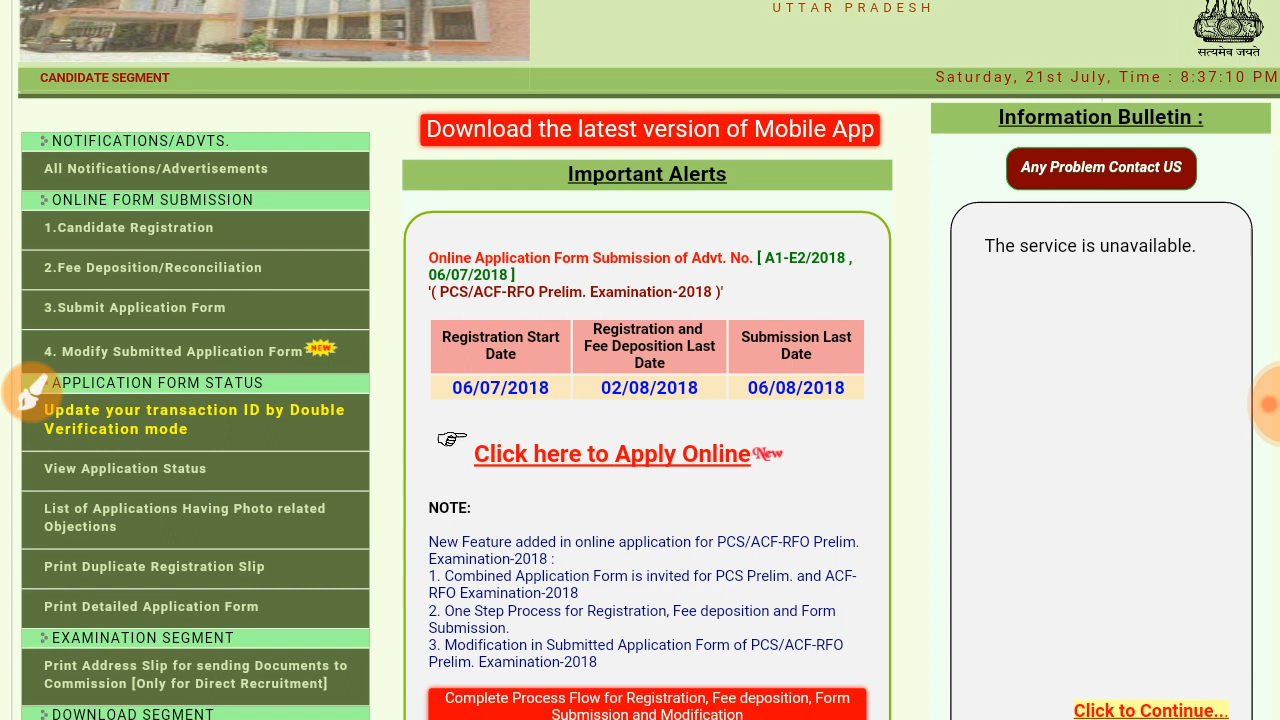 UTTAR PRADESH
सत्यमेव जयते
CANDIDATE SEGMENT
Saturday, 21st July, Time : 8:37:10 PM
NOTIFICATIONS/ADVTS.
All Notifications/Advertisements
ONLINE FORM SUBMISSION
1.Candidate Registration
2.Fee Deposition/Reconciliation
3.Submit Application Form
4. Modify Submitted Application Form NEW
APPLICATION FORM STATUS
Update your transaction ID by Double
Verification mode
View Application Status
List of Applications Having Photo related
Objections
Print Duplicate Registration Slip
Print Detailed Application Form
EXAMINATION SEGMENT
Print Address Slip for sending Documents to
Commission [Only for Direct Recruitment]
DOWNLOAD SEGMENT
Download the latest version of Mobile App
Important Alerts
Online Application Form Submission of Advt. No. [ A1-E2/2018 ,
06/07/2018 ]
'( PCS/ACF-RFO Prelim. Examination-2018 )'
Registration Start
Date
Registration and
Fee Deposition Last
Date
Submission Last
Date
06/07/2018 02/08/2018 06/08/2018
Click here to Apply Online New
NOTE:
New Feature added in online application for PCS/ACF-RFO Prelim.
Examination-2018 :
1. Combined Application Form is invited for PCS Prelim. and ACF-
RFO Examination-2018
2. One Step Process for Registration, Fee deposition and Form
Submission.
3. Modification in Submitted Application Form of PCS/ACF-RFO
Prelim. Examination-2018
Complete Process Flow for Registration, Fee deposition, Form
Submission and Modification
Information Bulletin :
Any Problem Contact US
The service is unavailable.
Click to Continue...